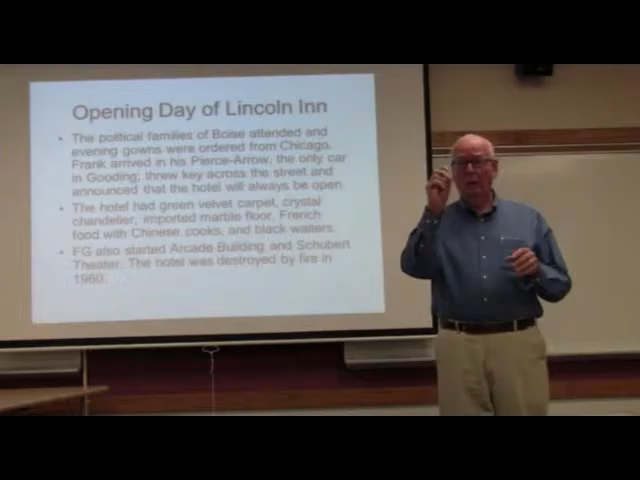 Opening Day of Lincoln Inn
• The political families of Boise attended and
evening gowns were ordered from Chicago.
Frank arrived in his Pierce-Arrow, the only car
in Gooding; threw key across the street and
announced that the hotel will always be open.
• The hotel had green velvet carpet, crystal
chandelier, imported marble floor, French
food with Chinese cooks, and black waiters.
• FG also started Arcade Building and Schubert
Theater. The hotel was destroyed by fire in
1960.